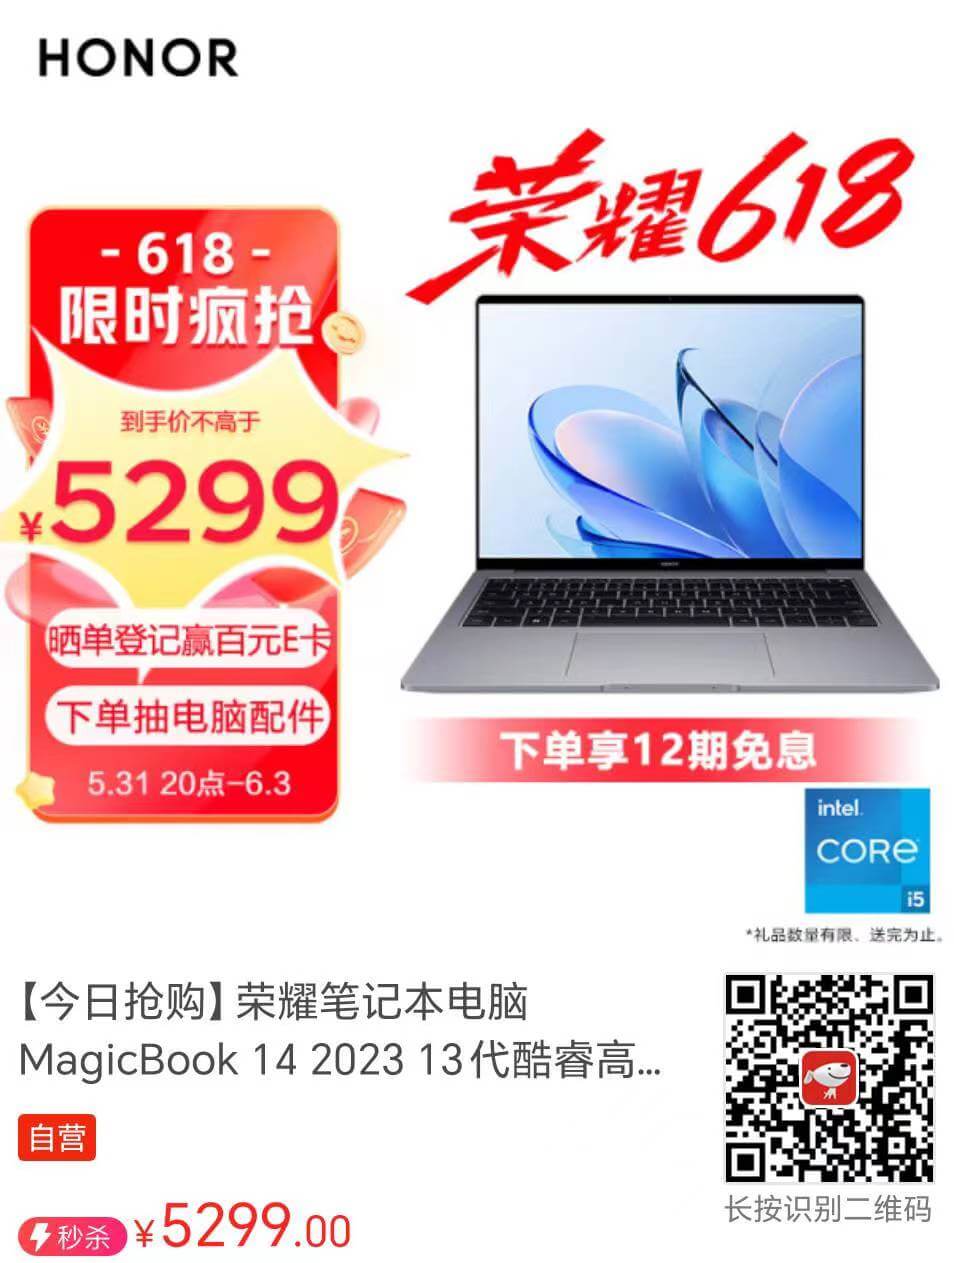 HONOR
荣耀618
- 618 -
限时疯抢
到手价不高于
¥5299
晒单登记赢百元E卡
下单抽电脑配件
5.31 20点-6.3
HONOR
下单享12期免息
intel.
CORE
i5
*礼品数量有限、送完为止。
【今日抢购】荣耀笔记本电脑
MagicBook 14 2023 13代酷睿高...
自营
长按识别二维码
秒杀 ¥5299.00